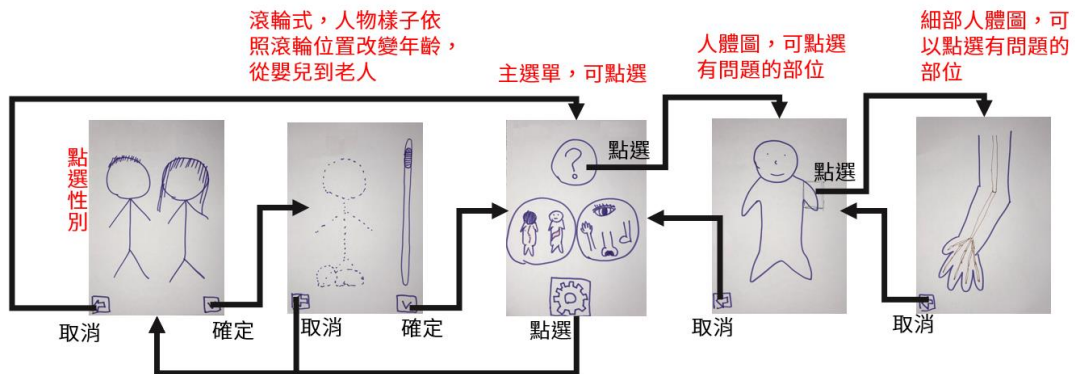 滾輪式，人物樣子依
照滾輪位置改變年齡，
從嬰兒到老人
主選單，可點選
人體圖，可點選
有問題的部位
細部人體圖，可
以點選有問題的
部位
點選性別
點選
?
點選
取消
確定
取消
確定
點選
取消
取消